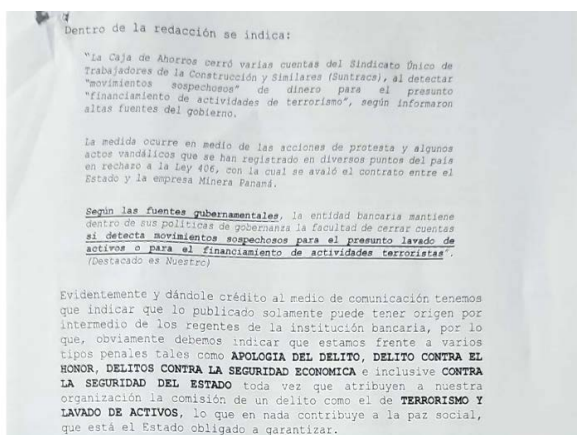 Dentro de la redacción se indica:
"La Caja de Ahorros cerró varias cuentas del Sindicato Único de
Trabajadores de la Construcción y Similares (Suntracs), al detectar
"movimientos sospechosos" de dinero para el presunto
"financiamiento de actividades de terrorismo", según informaron
altas fuentes del gobierno.
La medida ocurre en medio de las acciones de protesta y algunos
actos vandálicos que se han registrado en diversos puntos del país
en rechazo a la Ley 406, con la cual se avaló el contrato entre el
Estado y la empresa Minera Panamá.
Según las fuentes gubernamentales, la entidad bancaria mantiene
dentro de sus políticas de gobernanza la facultad de cerrar cuentas
si detecta movimientos sospechosos para el presunto lavado de
activos o para el financiamiento de actividades terroristas".
(Destacado es Nuestro)
Evidentemente y dándole crédito al medio de comunicación tenemos
que indicar que lo publicado solamente puede tener origen por
intermedio de los regentes de la institución bancaria, por lo
que, obviamente debemos indicar que estamos frente a varios
tipos penales tales como APOLOGIA DEL DELITO, DELITO CONTRA EL
HONOR, DELITOS CONTRA LA SEGURIDAD ECONOMICA e inclusive CONTRA
LA SEGURIDAD DEL ESTADO toda vez que atribuyen a nuestra
organización la comisión de un delito como el de TERRORISMO Y
LAVADO DE ACTIVOS, lo que en nada contribuye a la paz social,
que está el Estado obligado a garantizar.